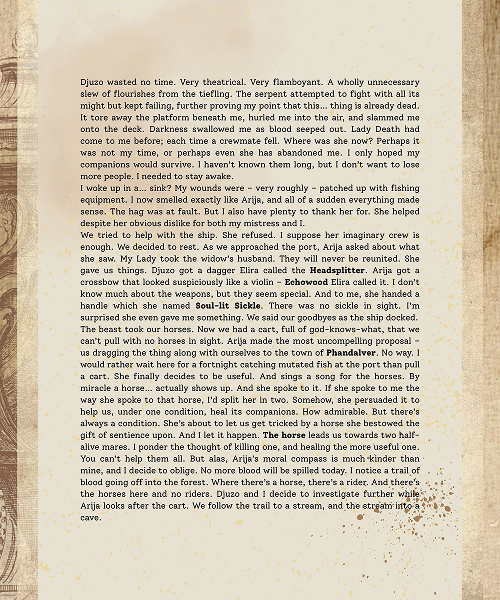 Djuzo wasted no time. Very theatrical. Very flamboyant. A wholly unnecessary
slew of flourishes from the tiefling. The serpent attempted to fight with all its
might but kept failing, further proving my point that this... thing is already dead.
It tore away the platform beneath me, hurled me into the air, and slammed me
onto the deck. Darkness swallowed me as blood seeped out. Lady Death had
come to me before; each time a crewmate fell. Where was she now? Perhaps it
was not my time, or perhaps even she has abandoned me. I only hoped my
companions would survive. I haven't known them long, but I don't want to lose
more people. I needed to stay awake.
I woke up in a... sink? My wounds were – very roughly – patched up with fishing
equipment. I now smelled exactly like Arija, and all of a sudden everything made
sense. The hag was at fault. But I also have plenty to thank her for. She helped
despite her obvious dislike for both my mistress and I.
We tried to help with the ship. She refused. I suppose her imaginary crew is
enough. We decided to rest. As we approached the port, Arija asked about what
she saw. My Lady took the widow's husband. They will never be reunited. She
gave us things. Djuzo got a dagger Elira called the Headsplitter. Arija got a
crossbow that looked suspiciously like a violin – Echowood Elira called it. I don't
know much about the weapons, but they seem special. And to me, she handed a
handle which she named Soul-lit Sickle. There was no sickle in sight. I'm
surprised she even gave me something. We said our goodbyes as the ship docked.
The beast took our horses. Now we had a cart, full of god-knows-what, that we
can't pull with no horses in sight. Arija made the most uncompelling proposal –
us dragging the thing along with ourselves to the town of Phandalver. No way. I
would rather wait here for a fortnight catching mutated fish at the port than pull
a cart. She finally decides to be useful. And sings a song for the horses. By
miracle a horse... actually shows up. And she spoke to it. If she spoke to me the
way she spoke to that horse, I'd split her in two. Somehow, she persuaded it to
help us, under one condition, heal its companions. How admirable. But there's
always a condition. She's about to let us get tricked by a horse she bestowed the
gift of sentience upon. And I let it happen. The horse leads us towards two half-
alive mares. I ponder the thought of killing one, and healing the more useful one.
You can't help them all. But alas, Arija's moral compass is much kinder than
mine, and I decide to oblige. No more blood will be spilled today. I notice a trail of
blood going off into the forest. Where there's a horse, there's a rider. And there's
the horses here and no riders. Djuzo and I decide to investigate further while
Arija looks after the cart. We follow the trail to a stream, and the stream into a
cave.